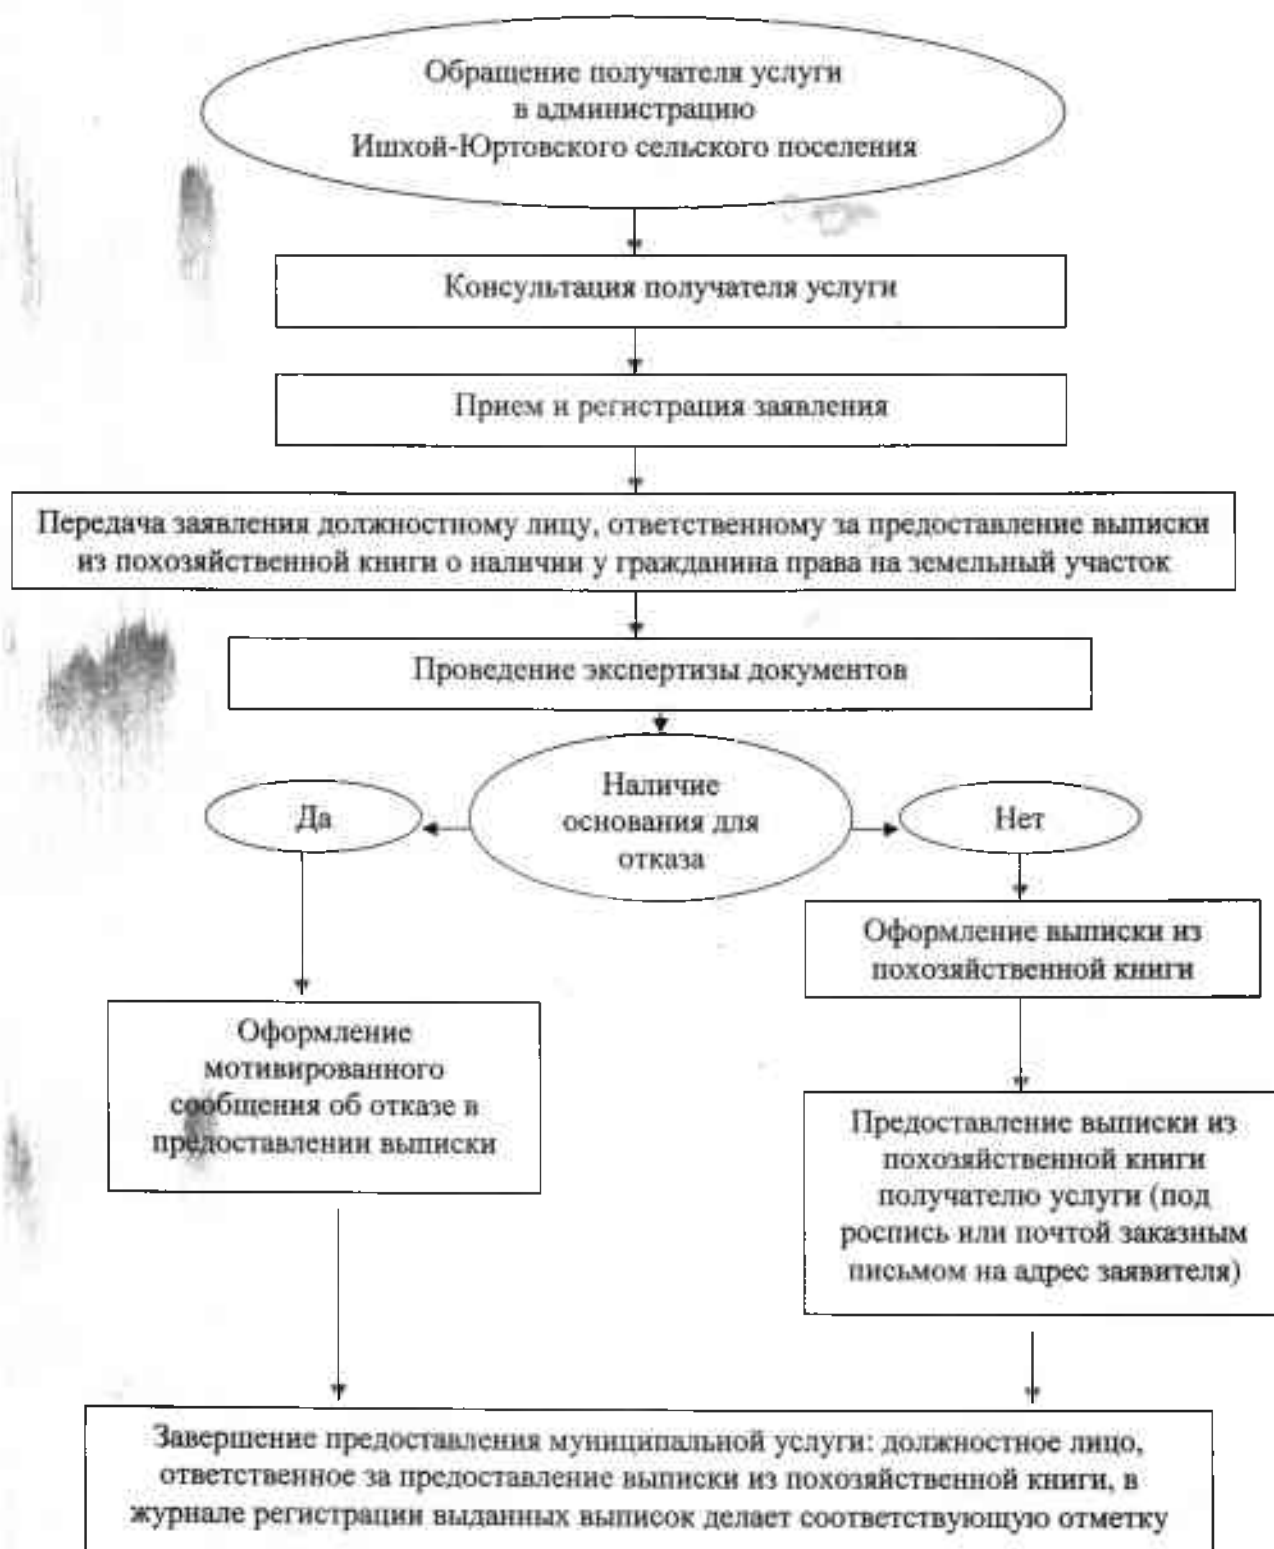 Обращение получателя услуги
в администрацию
Ишхой-Юртовского сельского поселения
Консультация получателя услуги
Прием и регистрация заявления
Передача заявления должностному лицу, ответственному за предоставление выписки
из похозяйственной книги о наличии у гражданина права на земельный участок
Проведение экспертизы документов
Наличие
основания для
отказа
Да
Нет
Оформление выписки из
похозяйственной книги
Оформление
мотивированного
сообщения об отказе в
предоставлении выписки
Предоставление выписки из
похозяйственной книги
получателю услуги (под
роспись или почтой заказным
письмом на адрес заявителя)
Завершение предоставления муниципальной услуги: должностное лицо,
ответственное за предоставление выписки из похозяйственной книги, в
журнале регистрации выданных выписок делает соответствующую отметку